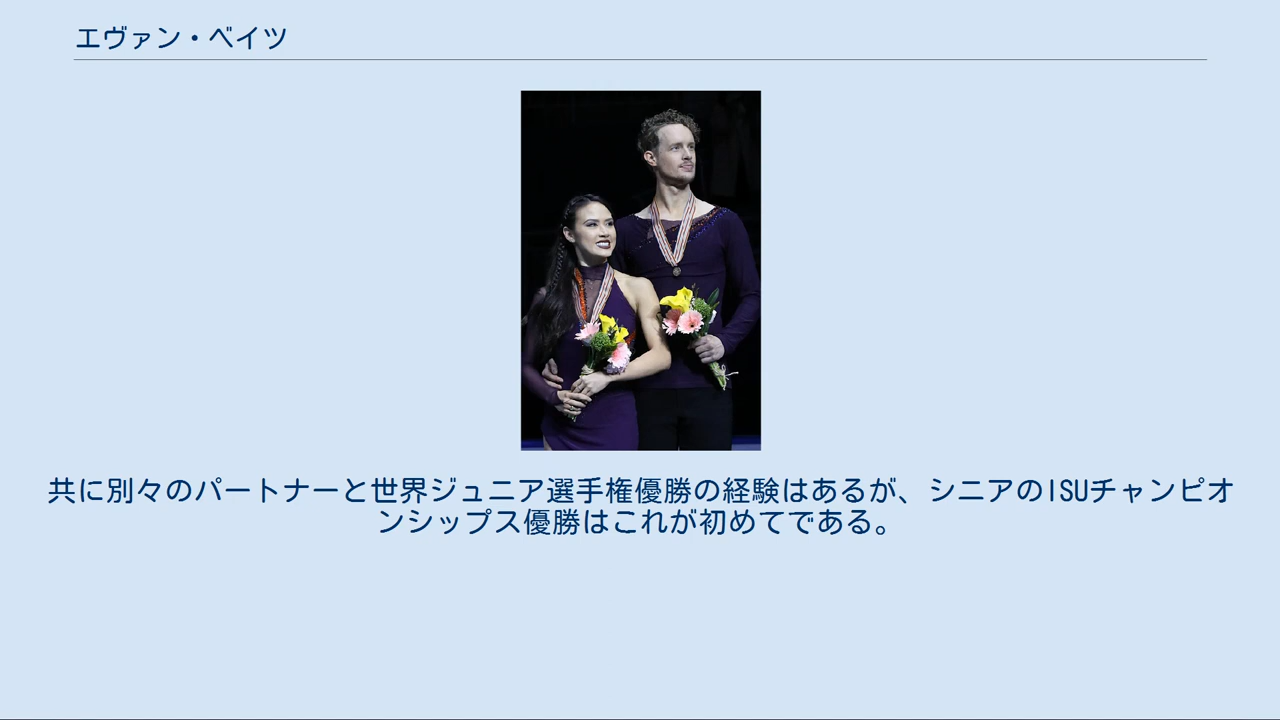 エヴァン・ベイツ
共に別々のパートナーと世界ジュニア選手権優勝の経験はあるが、シニアのISUチャンピオ
ンシップス優勝はこれが初めてである。